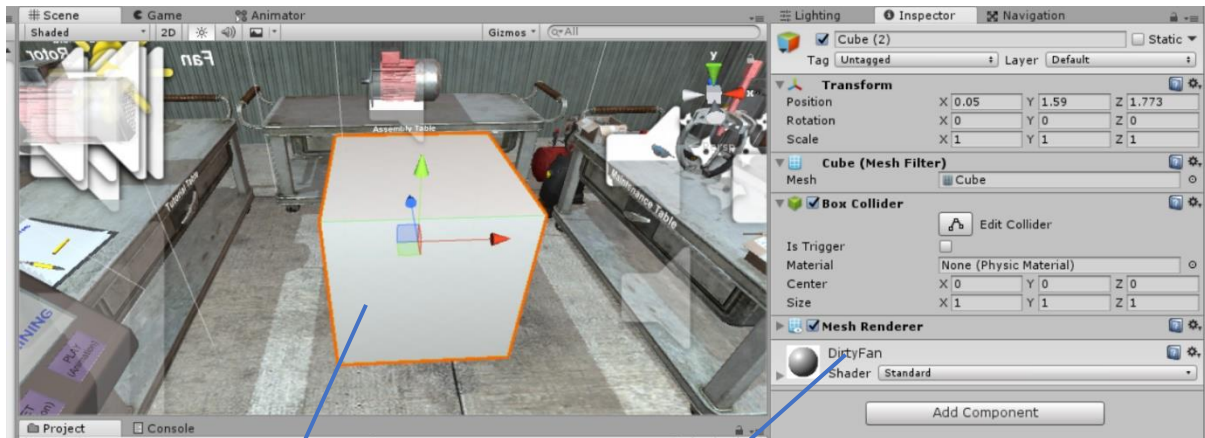 Scene Game Animator
Shaded 2D Gizmos Q▾All
Rotor
Fan
y
x
Persp
Assembly Table
Tutorial Table
Maintenance Table
PLAY
(Animation)
Project Console
Lighting Inspector Navigation
Cube (2) Static
Tag Untagged Layer Default
Transform
Position X 0.05 Y 1.59 Z 1.773
Rotation X 0 Y 0 Z 0
Scale X 1 Y 1 Z 1
Cube (Mesh Filter)
Mesh Cube
Box Collider
Edit Collider
Is Trigger
Material None (Physic Material)
Center X 0 Y 0 Z 0
Size X 1 Y 1 Z 1
Mesh Renderer
DirtyFan
Shader Standard
Add Component